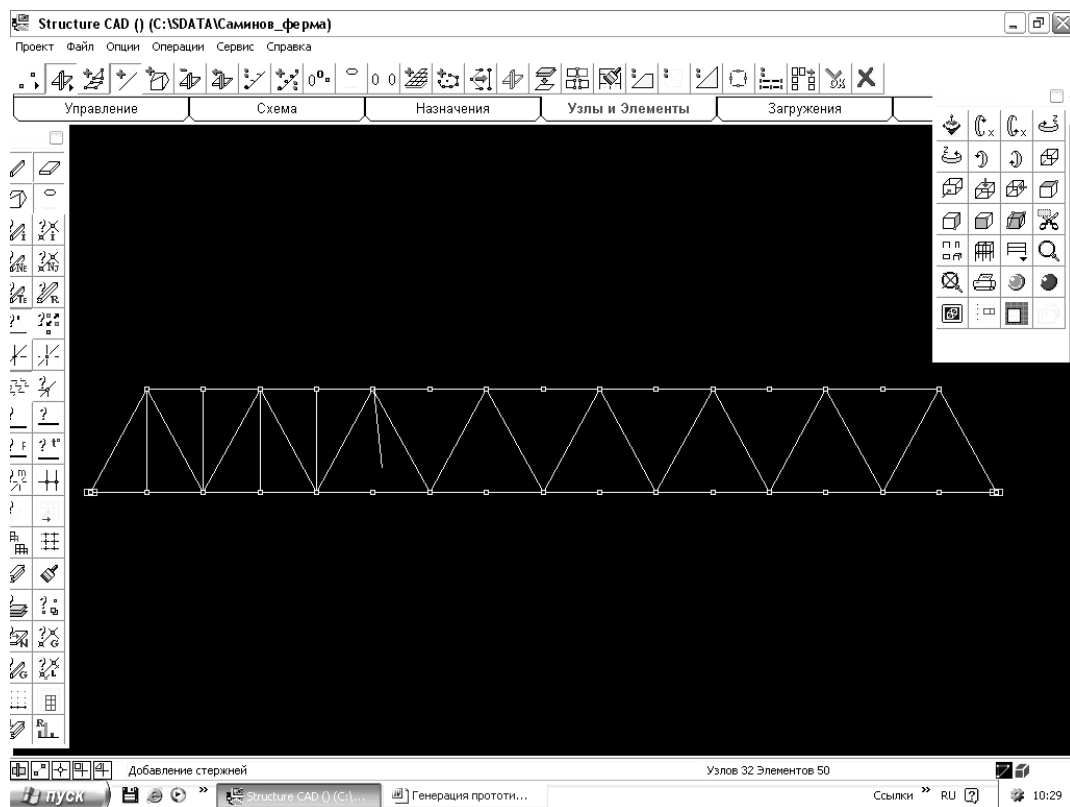 Structure CAD () (C:\SDATA\Саминов_ферма)
Проект Файл Опции Операции Сервис Справка
Управление Схема Назначения Узлы и Элементы Загружения
Добавление стержней Узлов 32 Элементов 50
пуск Structure CAD () (C:\... Генерация прототи... Ссылки » RU 10:29